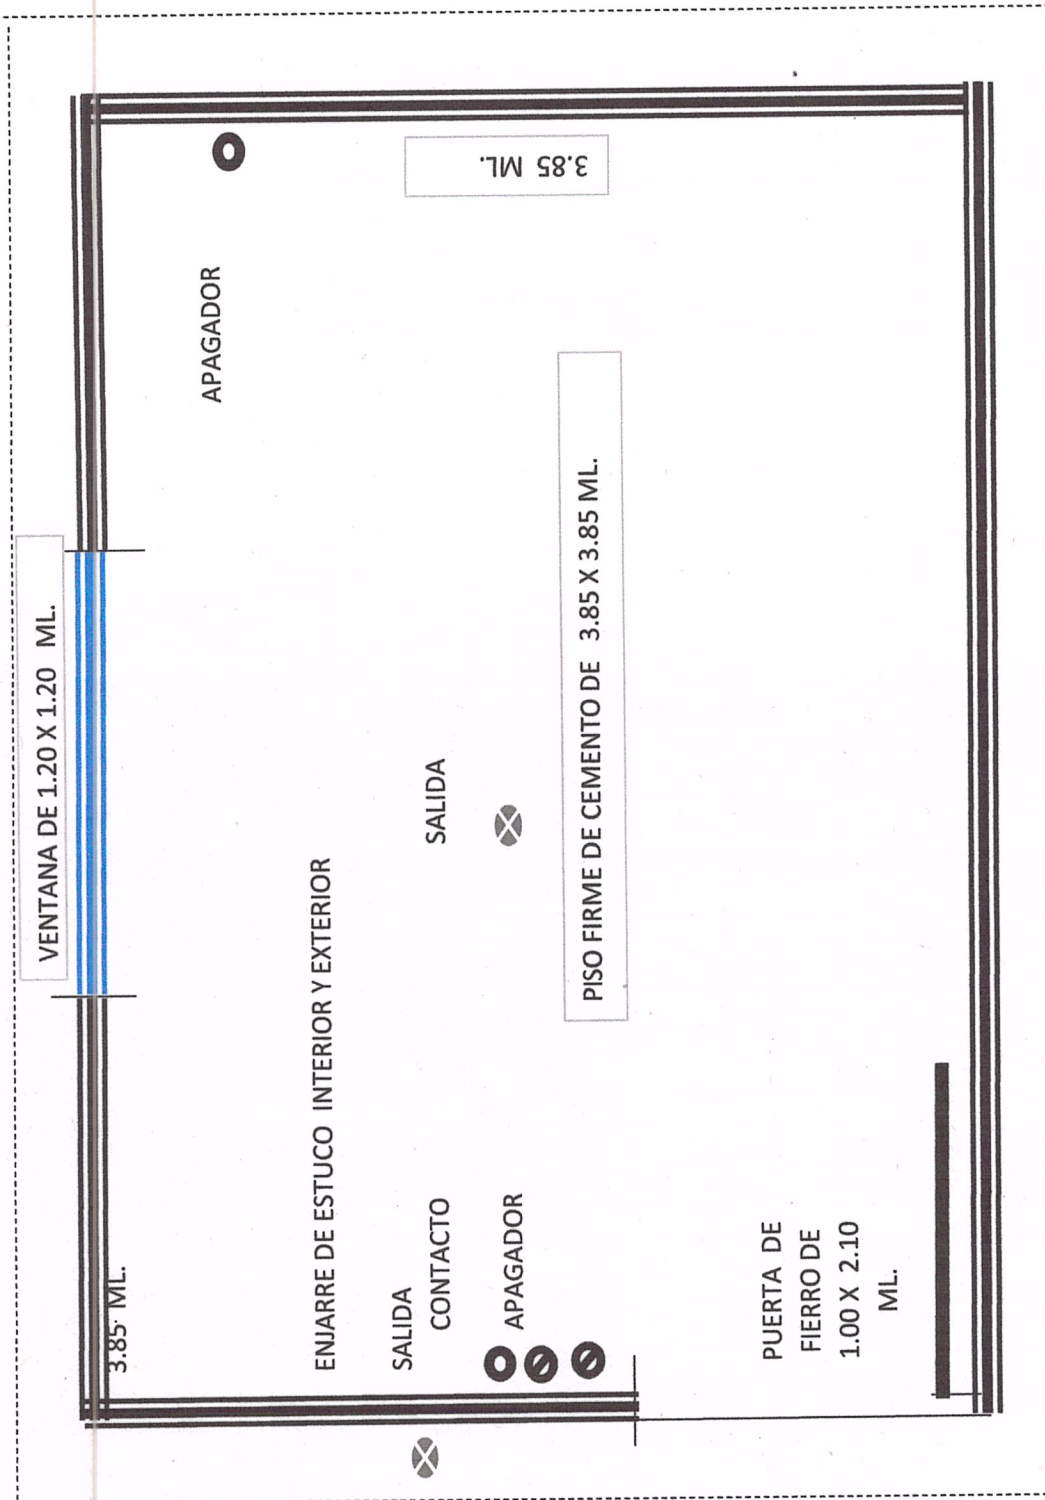 VENTANA DE 1.20 X 1.20 ML.
3.85 ML.
APAGADOR
3.85 ML.
ENJARRE DE ESTUCO INTERIOR Y EXTERIOR
SALIDA
CONTACTO
SALIDA
APAGADOR
PISO FIRME DE CEMENTO DE 3.85 X 3.85 ML.
PUERTA DE
FIERRO DE
1.00 X 2.10
ML.